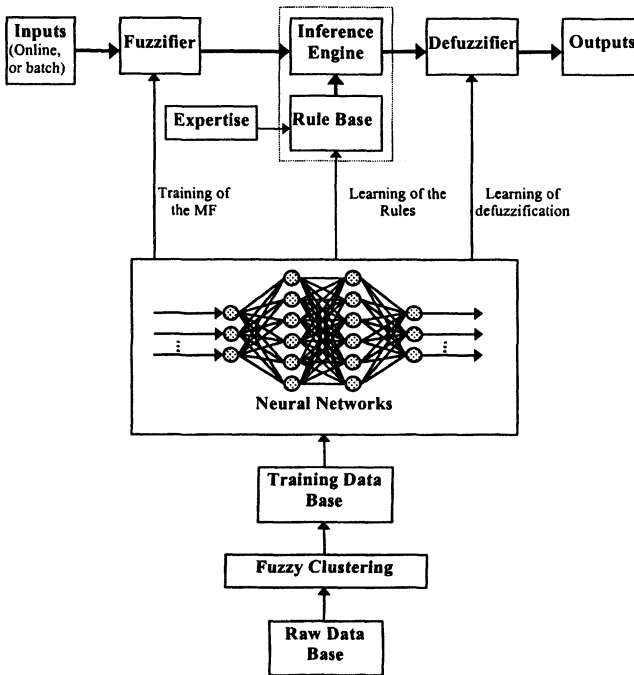 Inputs
(Online,
or batch)
Fuzzifier
Inference
Engine
Defuzzifier
Outputs
Expertise
Rule Base
Training of
the MF
Learning of the
Rules
Learning of
defuzzification
Neural Networks
Training Data
Base
Fuzzy Clustering
Raw Data
Base